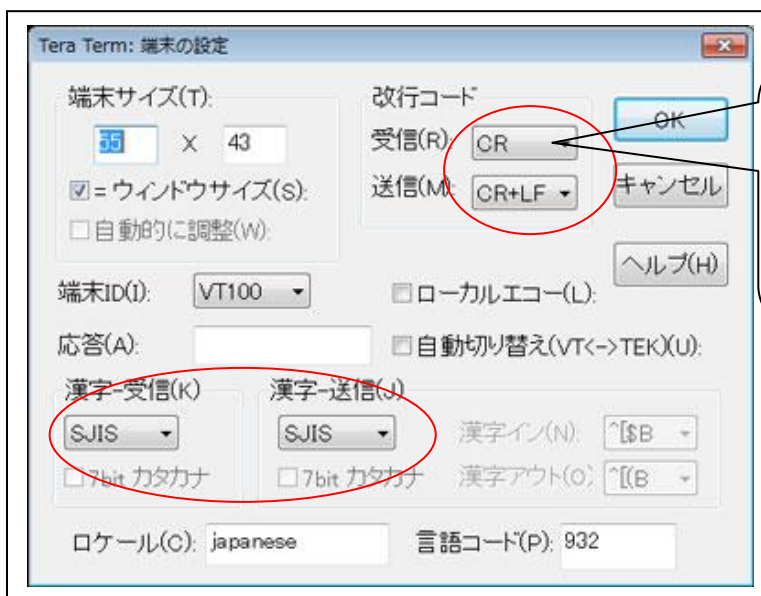 Tera Term: 端末の設定
端末サイズ(T):
55 X 43
☑=ウィンドウサイズ(S):
□自動的に調整(W):
改行コード
受信(R): CR
送信(M): CR+LF
OK
キャンセル
ヘルプ(H)
端末ID(I): VT100
□ローカルエコー(L):
応答(A):
□自動切り替え(VT<->TEK)(U):
漢字-受信(K)
SJIS
□7bit カタカナ
漢字-送信(J)
SJIS
□7bit カタカナ
漢字イン(N): ^[$B
漢字アウト(O): ^[(B
ロケール(C): japanese
言語コード(P): 932